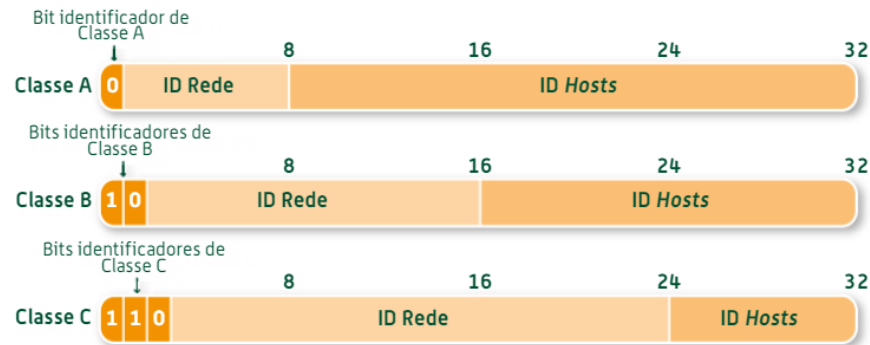 Bit identificador de
Classe A
8 16 24 32
Classe A 0 ID Rede ID Hosts
Bits identificadores de
Classe B
8 16 24 32
Classe B 1 0 ID Rede ID Hosts
Bits identificadores de
Classe C
8 16 24 32
Classe C 1 1 0 ID Rede ID Hosts